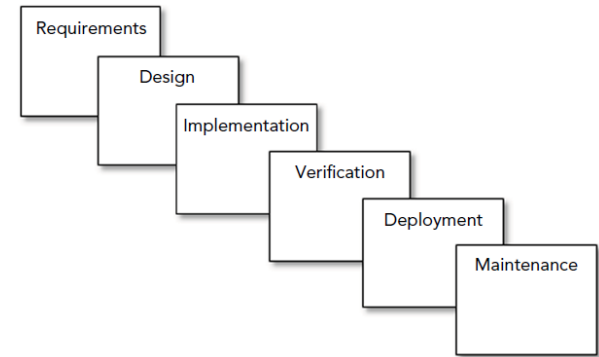 Requirements
Design
Implementation
Verification
Deployment
Maintenance